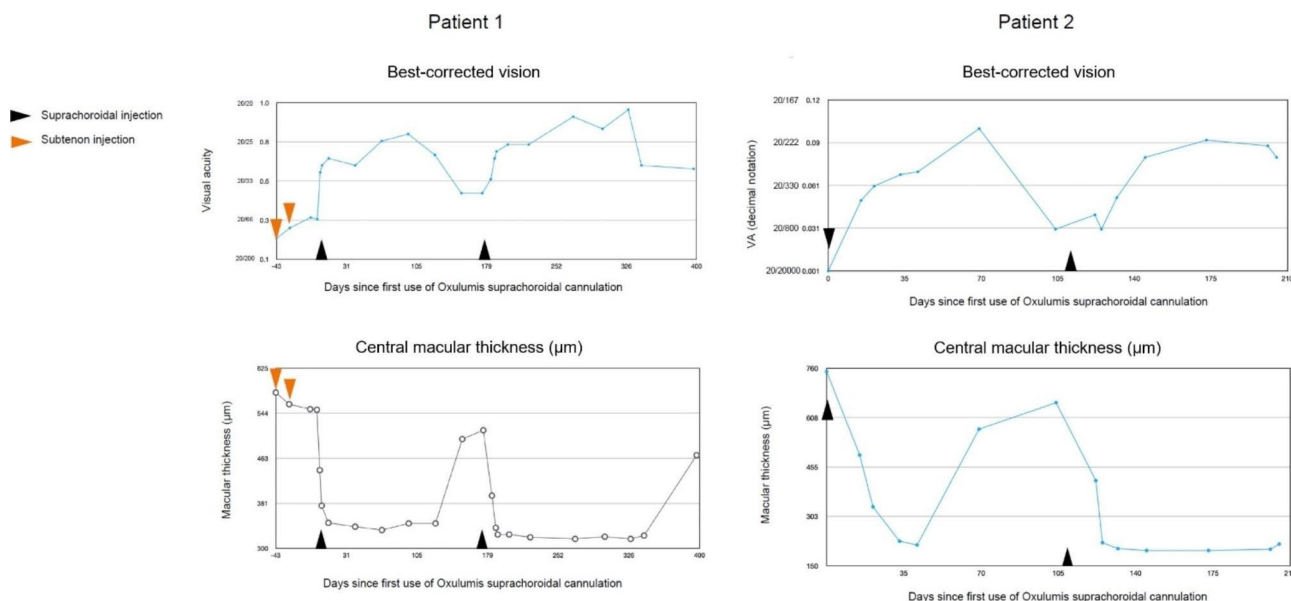 Patient 1
Patient 2
Best-corrected vision
Best-corrected vision
Suprachoroidal injection
Subtenon injection
Visual acuity
20/20 1.0
20/25 0.8
20/33 0.6
20/66 0.3
20/200 0.1
-43 31 105 179 252 326 400
Days since first use of Oxulumis suprachoroidal cannulation
VA (decimal notation)
20/167 0.12
20/222 0.09
20/330 0.061
20/800 0.031
20/20000 0.001
0 35 70 105 140 175 210
Days since first use of Oxulumis suprachoroidal cannulation
Central macular thickness (µm)
Central macular thickness (µm)
Macular thickness (µm)
625
544
463
381
300
-43 31 105 179 252 326 400
Days since first use of Oxulumis suprachoroidal cannulation
Macular thickness (µm)
760
608
455
303
150
35 70 105 140 175 21
Days since first use of Oxulumis suprachoroidal cannulation